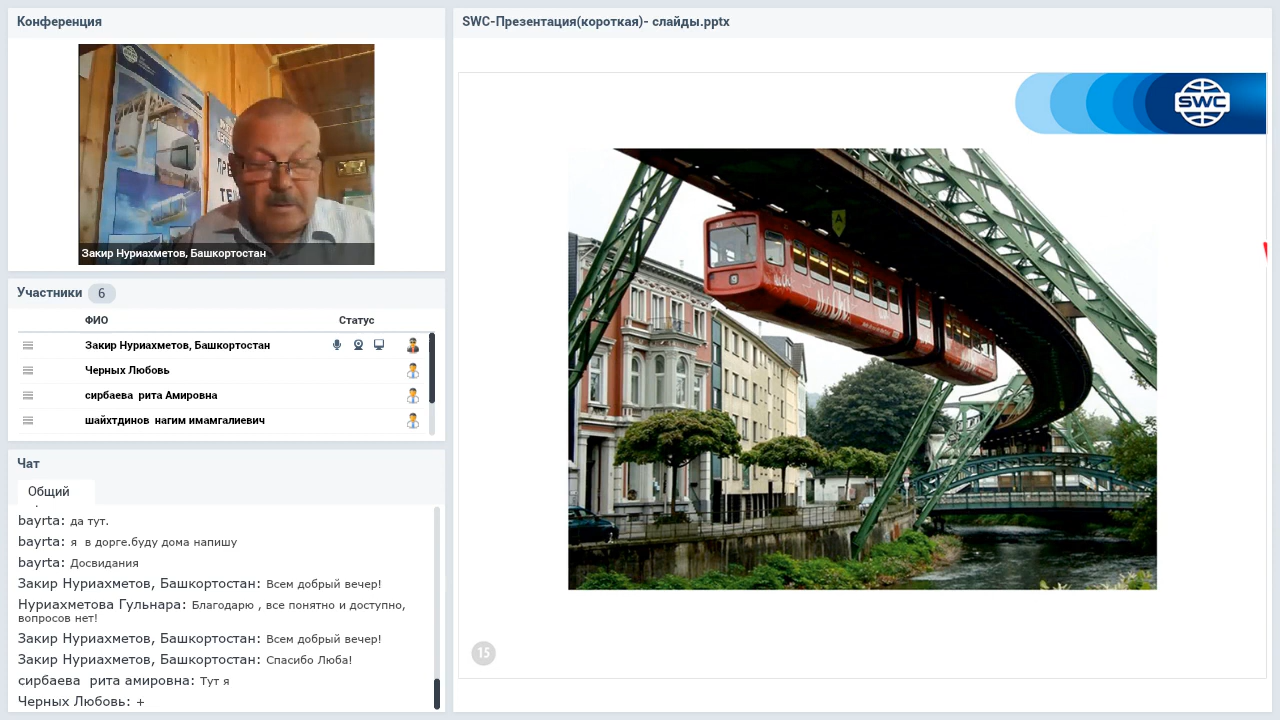 Конференция
Закир Нуриахметов, Башкортостан
Участники 6
ФИО Статус
Закир Нуриахметов, Башкортостан
Черных Любовь
сирбаева рита Амировна
шайхтдинов нагим имамгалиевич
Чат
Общий
bayrta: да тут.
bayrta: я в дорге.буду дома напишу
bayrta: Досвидания
Закир Нуриахметов, Башкортостан: Всем добрый вечер!
Нуриахметова Гульнара: Благодарю , все понятно и доступно,
вопросов нет!
Закир Нуриахметов, Башкортостан: Всем добрый вечер!
Закир Нуриахметов, Башкортостан: Спасибо Люба!
сирбаева рита амировна: Тут я
Черных Любовь: +
SWC-Презентация(короткая)- слайды.pptx
SWC
A
15